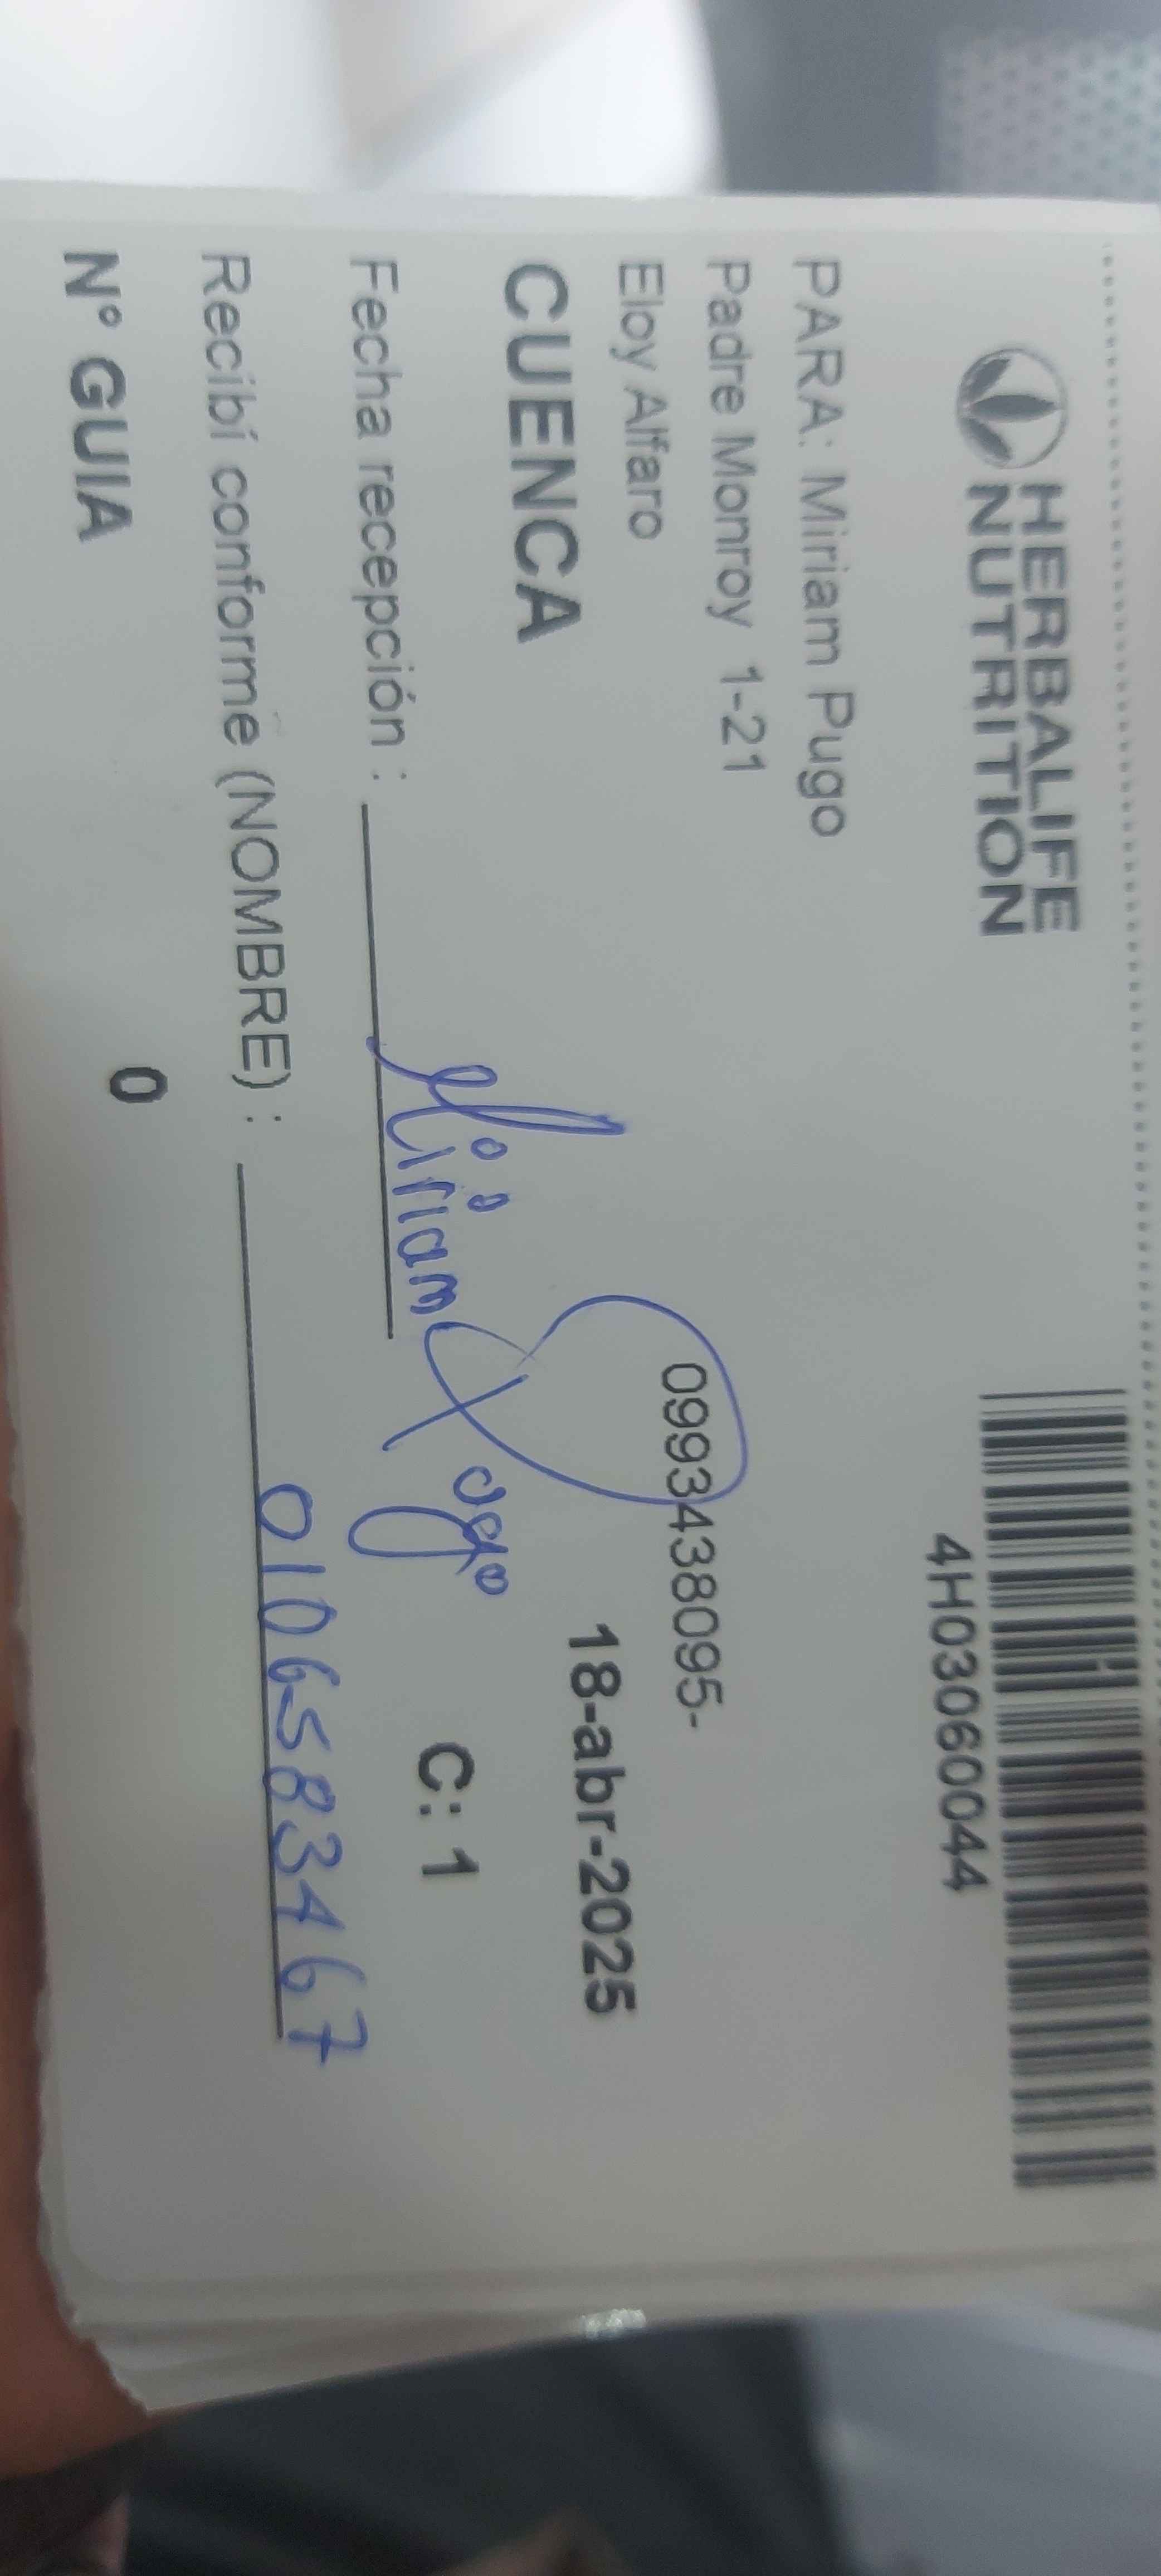 HERBALIFE
NUTRITION
4H03060044
PARA: Miriam Pugo
Padre Monroy 1-21
0993438095-
Eloy Alfaro
18-abr-2025
CUENCA
C: 1
Fecha recepción :
Miriam Pogo
Recibí conforme (NOMBRE) :
0106583467
N° GUIA 0